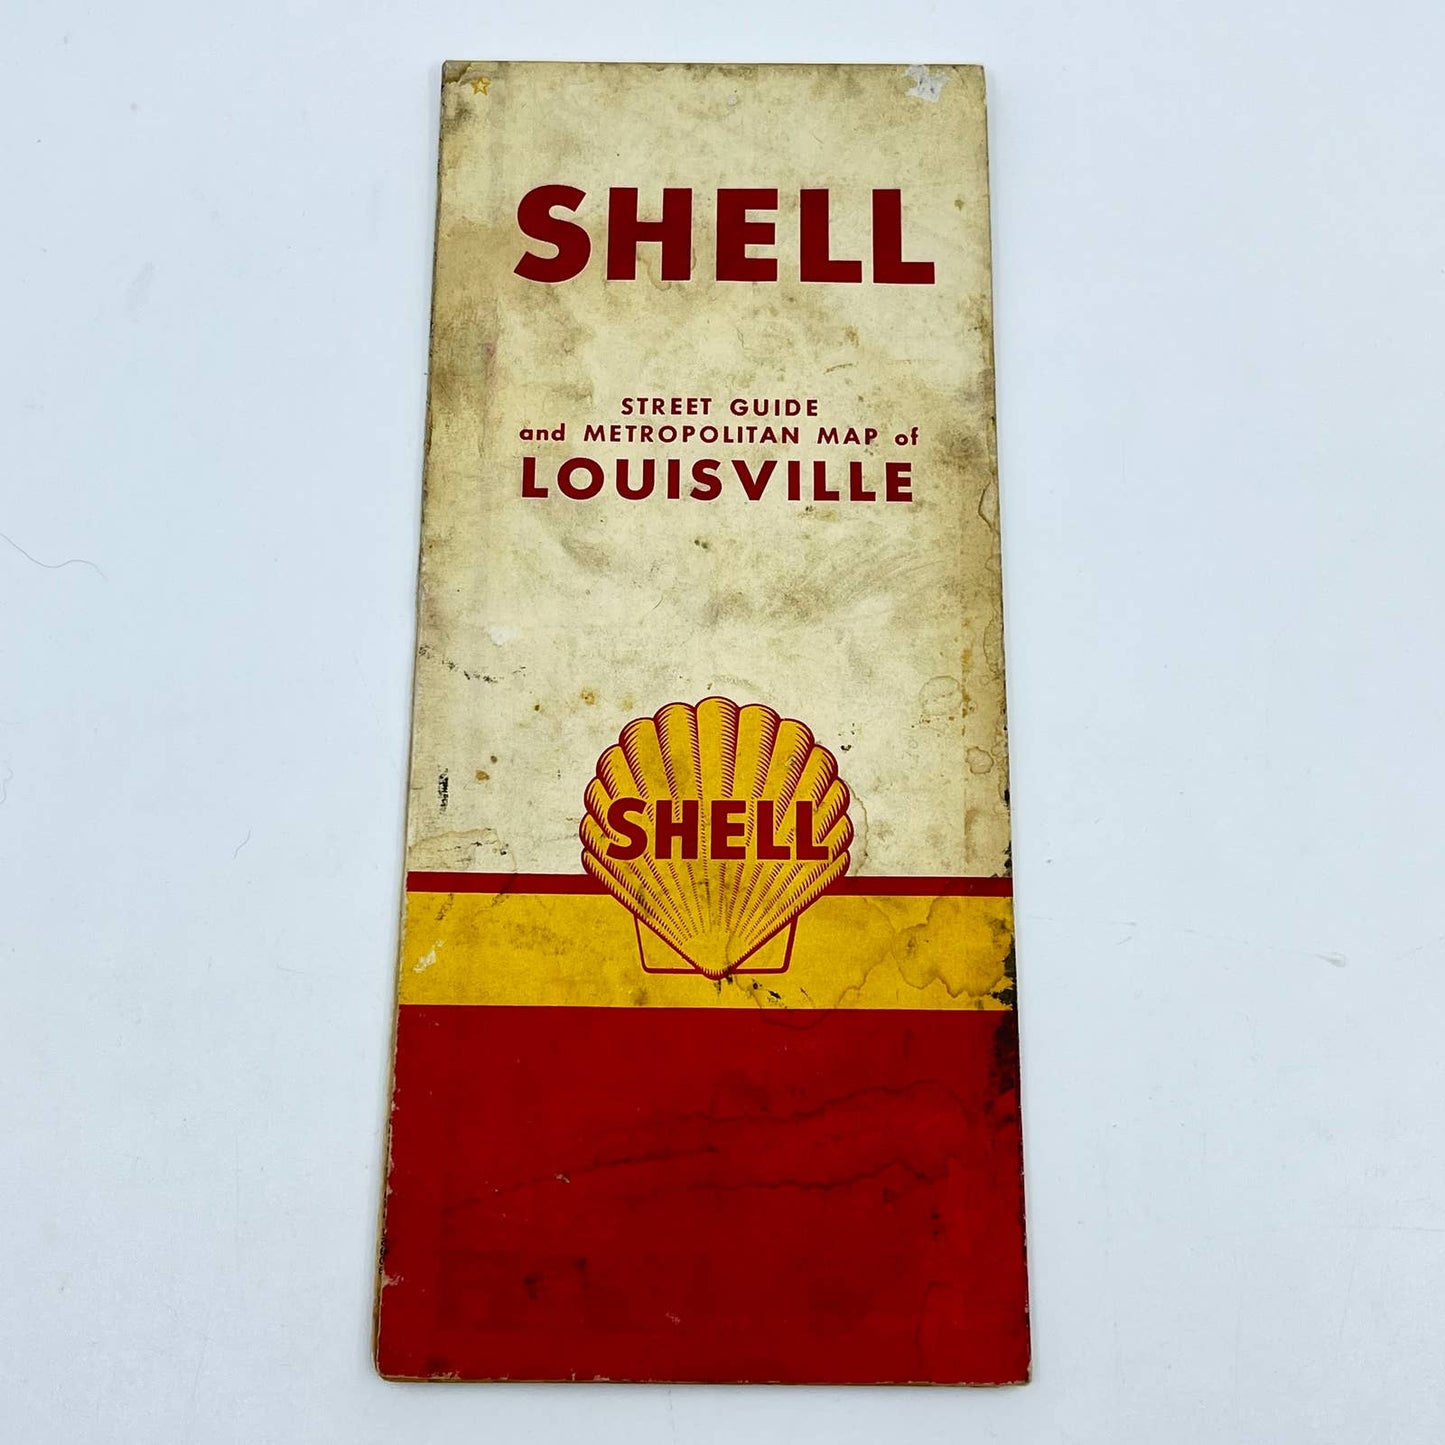 SHELL
STREET GUIDE
and METROPOLITAN MAP of
LOUISVILLE
SHELL